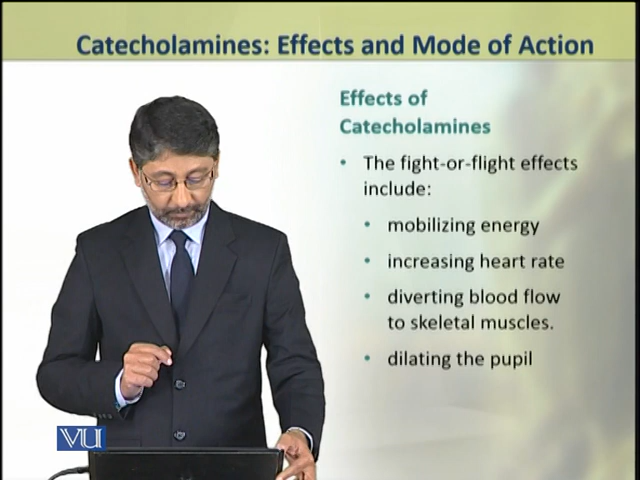 Catecholamines: Effects and Mode of Action
Effects of
Catecholamines
• The fight-or-flight effects
include:
• mobilizing energy
• increasing heart rate
• diverting blood flow
to skeletal muscles.
• dilating the pupil
VU